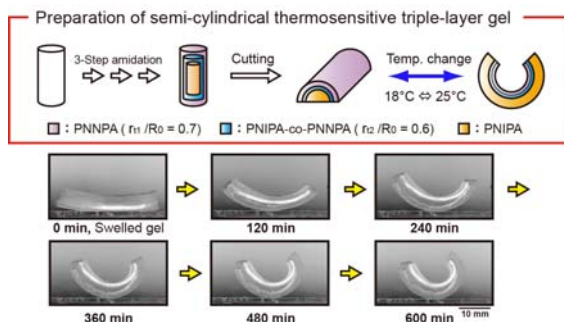 Preparation of semi-cylindrical thermosensitive triple-layer gel
3-Step amidation
Cutting
Temp. change
18°C ⇔ 25°C
: PNNPA ( rt1 /R0 = 0.7)
: PNIPA-co-PNNPA ( rt2 /R0 = 0.6)
: PNIPA
0 min, Swelled gel
120 min
240 min
360 min
480 min
600 min
10 mm